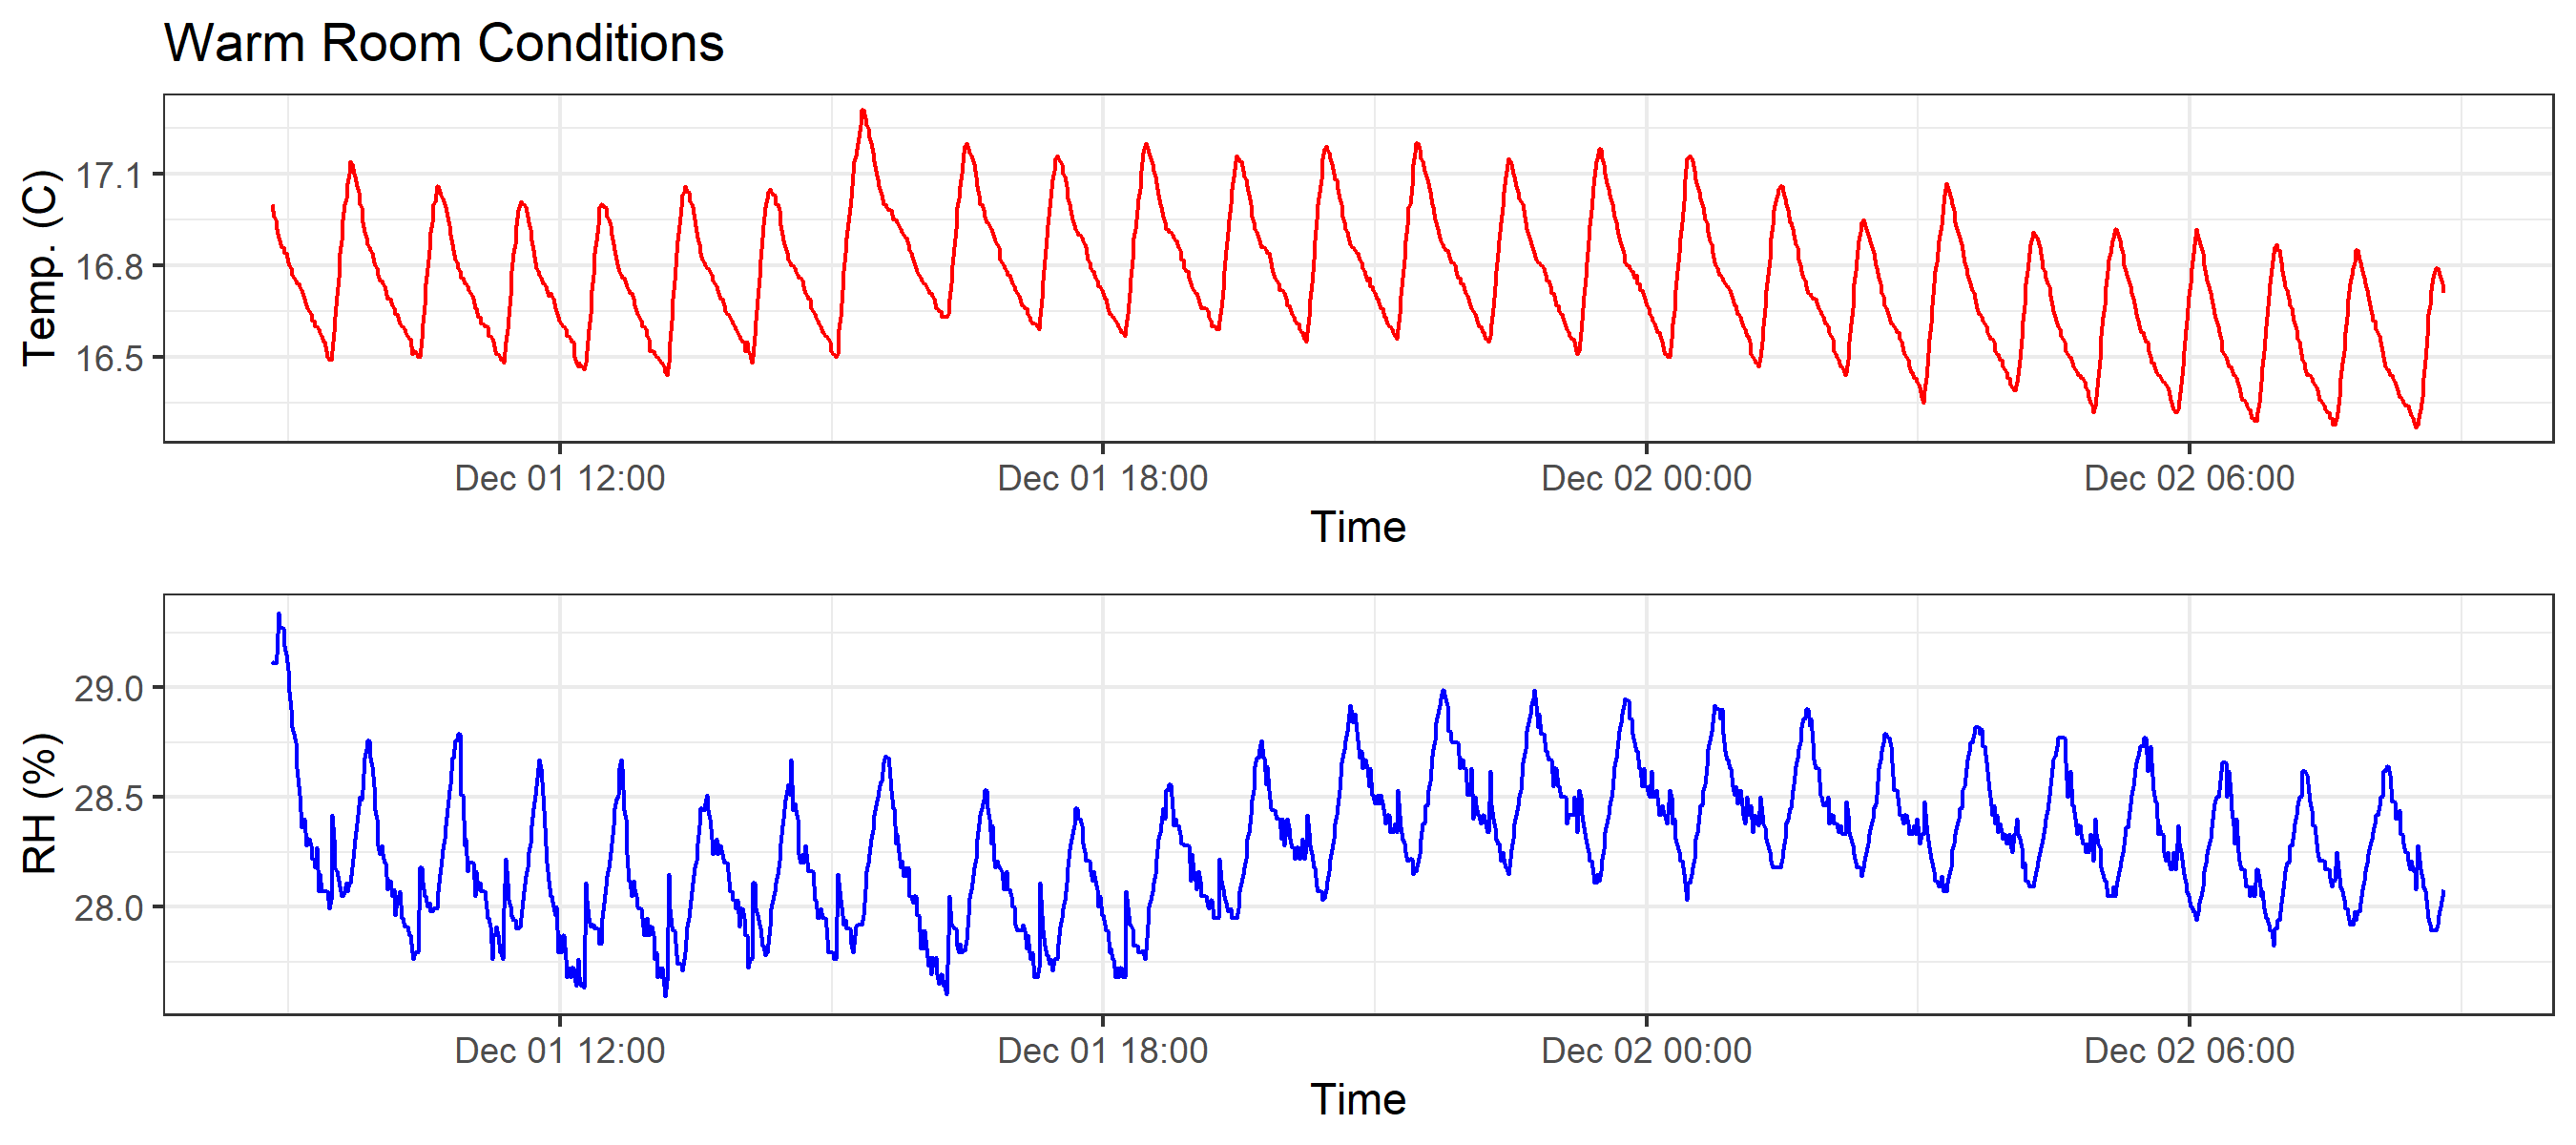 Warm Room Conditions
Temp. (C)
17.1
16.8
16.5
Dec 01 12:00 Dec 01 18:00 Dec 02 00:00 Dec 02 06:00
Time
RH (%)
29.0
28.5
28.0
Dec 01 12:00 Dec 01 18:00 Dec 02 00:00 Dec 02 06:00
Time